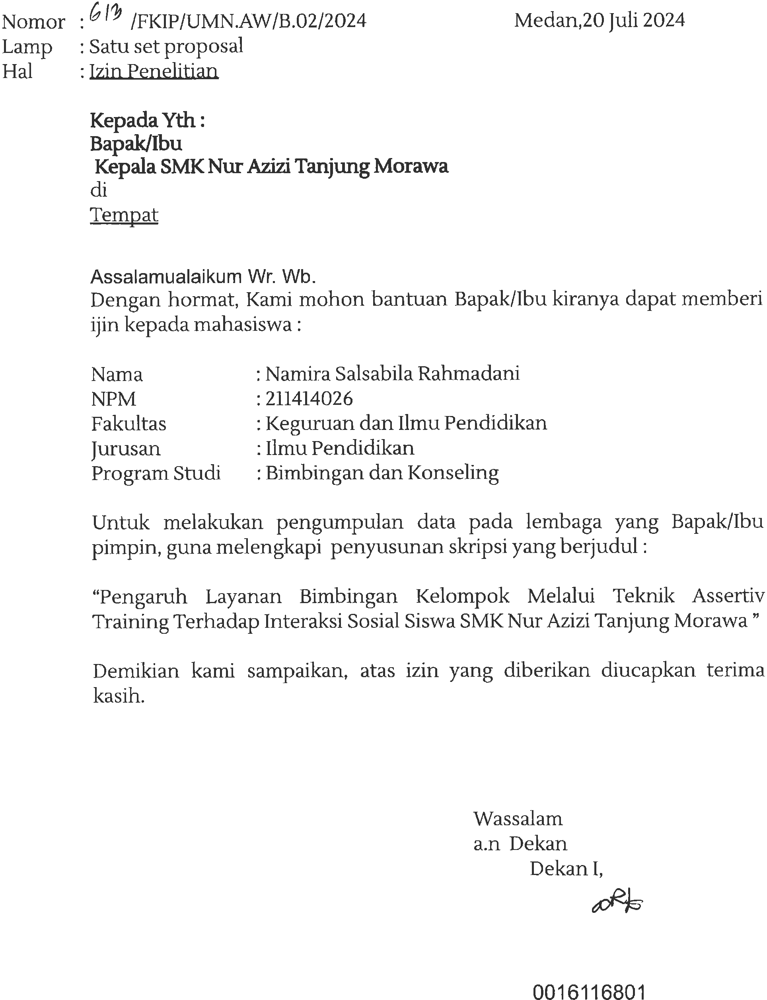 Nomor : 613 /FKIP/UMN.AW/B.02/2024 Medan,20 Juli 2024
Lamp : Satu set proposal
Hal : Izin Penelitian
Kepada Yth :
Bapak/Ibu
Kepala SMK Nur Azizi Tanjung Morawa
di
Tempat
Assalamualaikum Wr. Wb.
Dengan hormat, Kami mohon bantuan Bapak/Ibu kiranya dapat memberi
ijin kepada mahasiswa :
Nama : Namira Salsabila Rahmadani
NPM : 211414026
Fakultas : Keguruan dan Ilmu Pendidikan
Jurusan : Ilmu Pendidikan
Program Studi : Bimbingan dan Konseling
Untuk melakukan pengumpulan data pada lembaga yang Bapak/Ibu
pimpin, guna melengkapi penyusunan skripsi yang berjudul :
“Pengaruh Layanan Bimbingan Kelompok Melalui Teknik Assertiv
Training Terhadap Interaksi Sosial Siswa SMK Nur Azizi Tanjung Morawa ”
Demikian kami sampaikan, atas izin yang diberikan diucapkan terima
kasih.
Wassalam
a.n Dekan
Dekan I,
0016116801